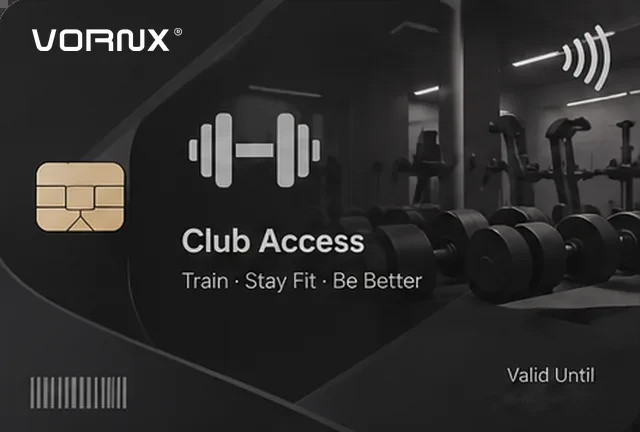 VORNX®
Club Access
Train · Stay Fit · Be Better
Valid Until